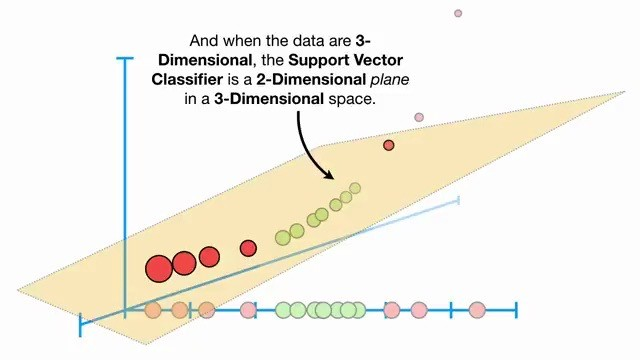 And when the data are 3-
Dimensional, the Support Vector
Classifier is a 2-Dimensional plane
in a 3-Dimensional space.